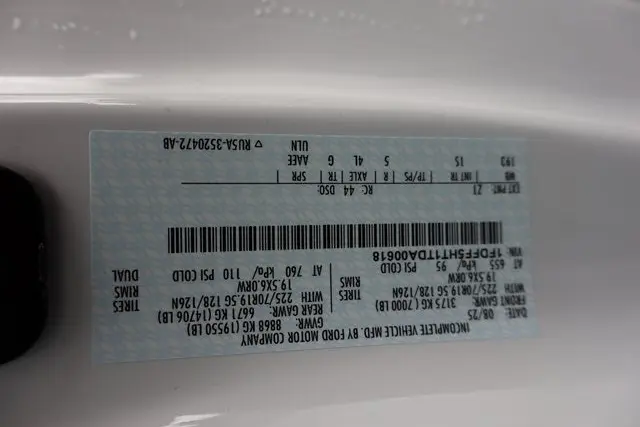 INCOMPLETE VEHICLE MFD. BY FORD MOTOR COMPANY
DATE: 08/25 GVWR: 8868 KG (19550 LB)
FRONT GAWR: 3175 KG (7000 LB) REAR GAWR: 6671 KG (14706 LB)
225/70R19.5G 128/126N WITH TIRES 225/70R19.5G 128/126N WITH TIRES
19.5X6.0RW RIMS 19.5X6.0RW RIMS
AT 655 kPa/ 95 PSI COLD AT 760 kPa/ 110 PSI COLD DUAL
VIN: 1FDFF5HT1TDA00618
EXT PNT: Z1 RC: 44 DSO:
WB INT TR TP/PS R AXLE TR SPR
193 1S 5 4L G AAEE
ULN
▽ RU5A-3520472-AB